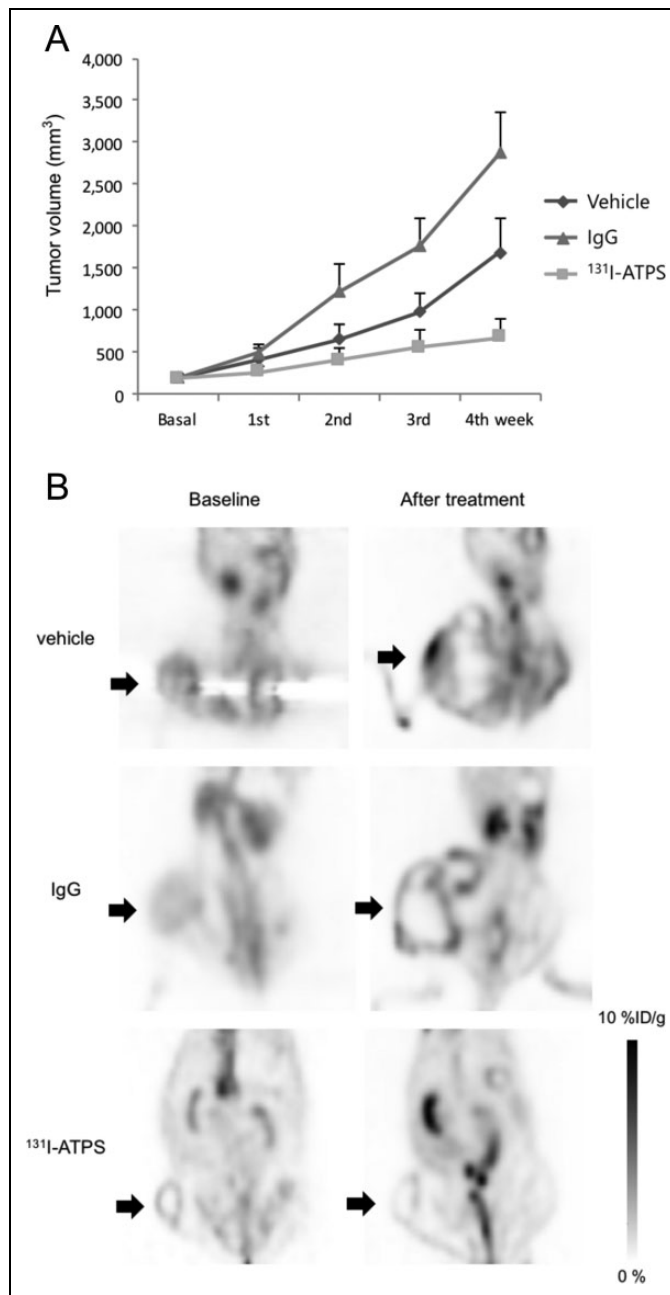 A
Tumor volume (mm³)
4,000
3,500
3,000
2,500
2,000
1,500
1,000
500
0
Basal 1st 2nd 3rd 4th week
Vehicle
IgG
¹³¹I-ATPS
B
Baseline After treatment
vehicle
IgG
¹³¹I-ATPS
10 %ID/g
0 %